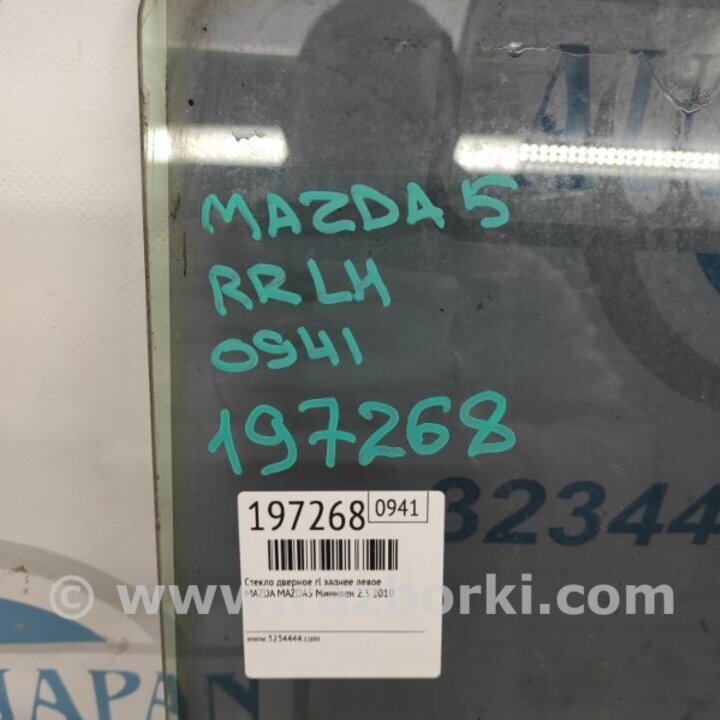 MAZDA 5
RR LH
0941
197268
32344
197268 0941
Стекло дверное rl заднее левое
MAZDA MAZDA5 Минивен 2.3 2010
www.3234444.com
© www.razborki.com
JAPAN